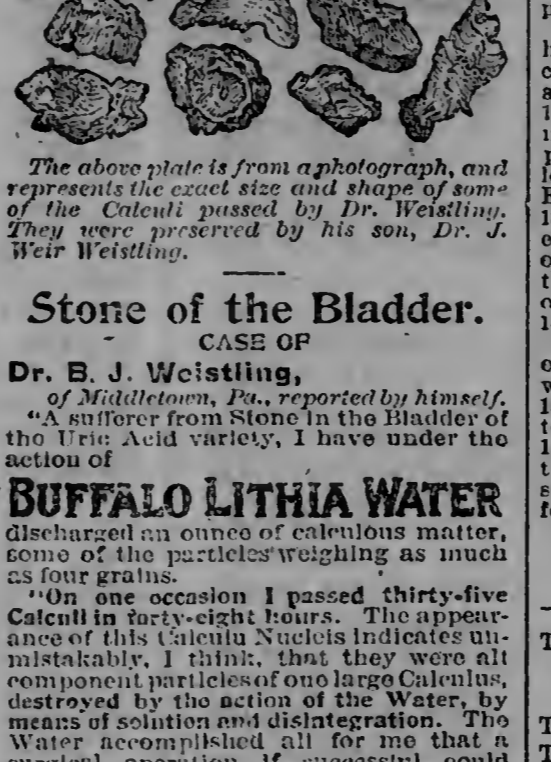 The above plate is from a photograph, and
represents the exact size and shape of some
of the Calculi passed by Dr. Weistling.
They were preserved by his son, Dr. J.
Weir Weistling.
Stone of the Bladder.
CASE OF
Dr. B. J. Weistling,
of Middletown, Pa., reported by himself.
"A sufferer from Stone in the Bladder of
the Uric Acid variety, I have under the
action of
BUFFALO LITHIA WATER
discharged an ounce of calculous matter,
some of the particles weighing as much
as four grains.
"On one occasion I passed thirty-five
Calculi in forty-eight hours. The appear-
ance of this Calculu Nucleis indicates un-
mistakably, I think, that they were all
component particles of one large Calculus,
destroyed by the action of the Water, by
means of solution and disintegration. The
Water accomplished all for me that a